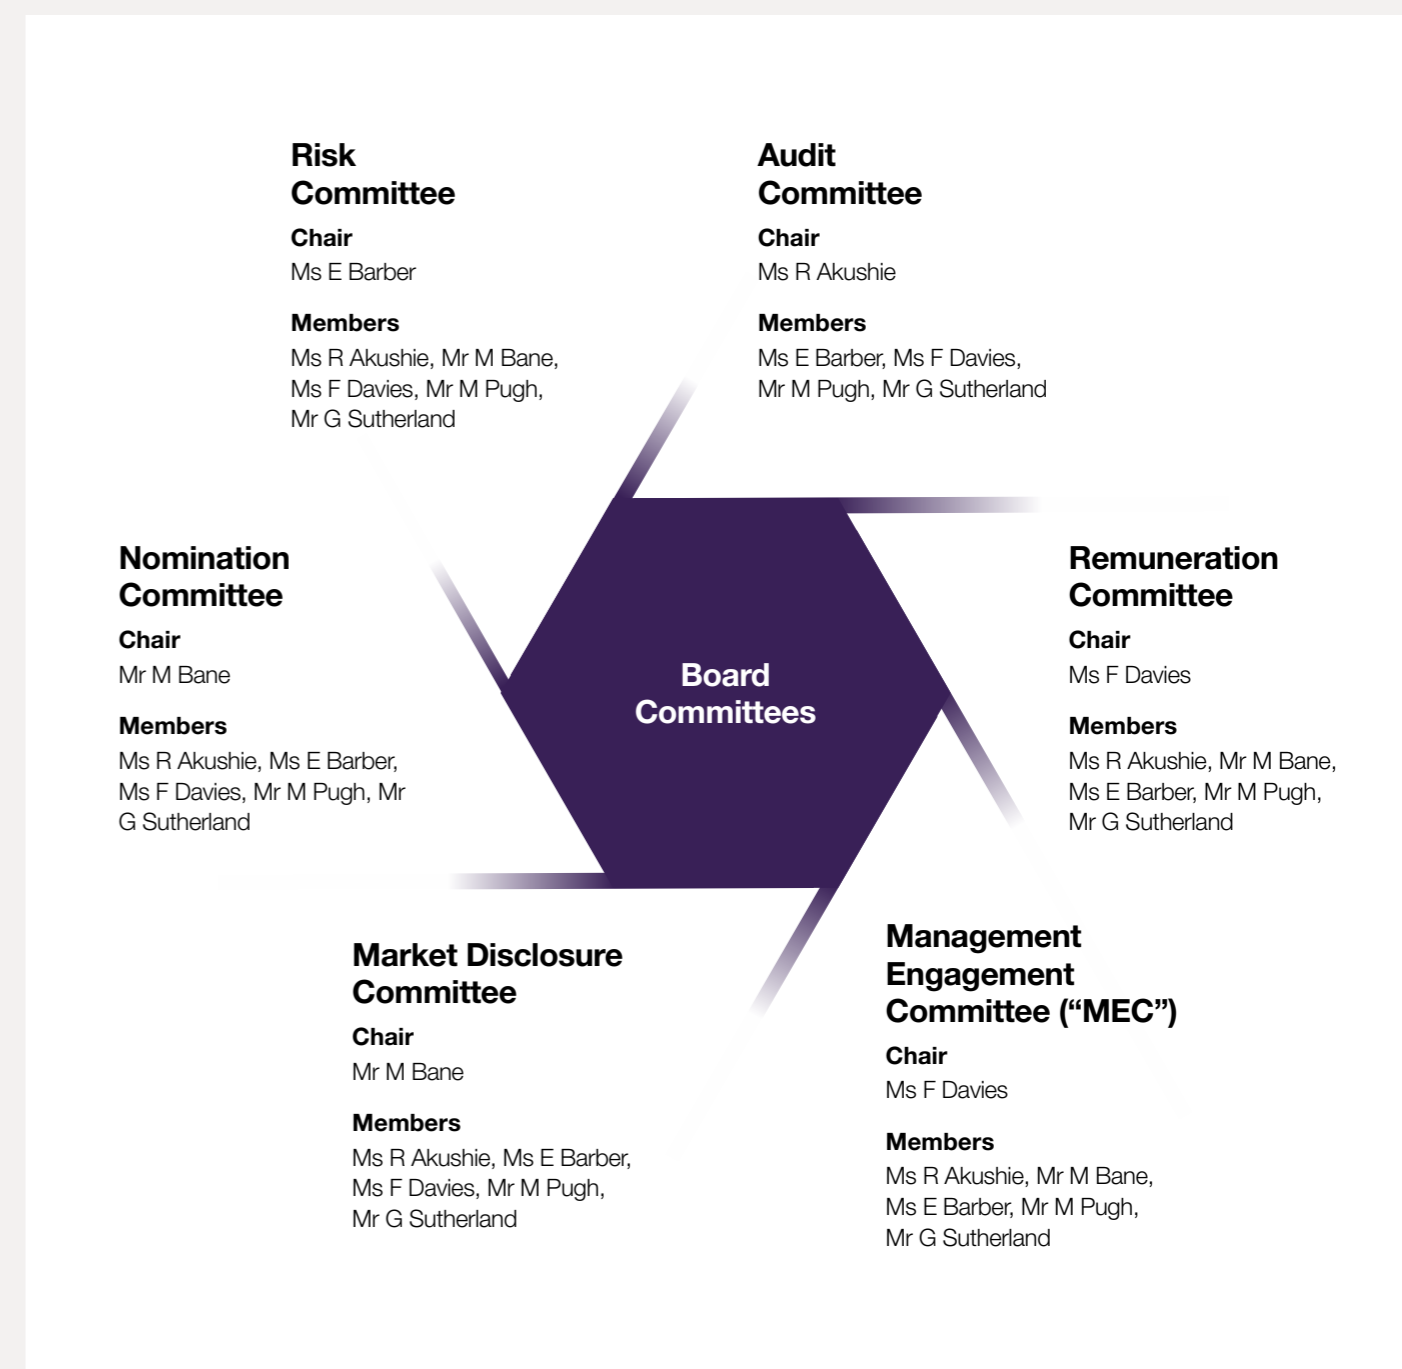 Risk
Committee
Chair
Ms E Barber
Members
Ms R Akushie, Mr M Bane,
Ms F Davies, Mr M Pugh,
Mr G Sutherland
Audit
Committee
Chair
Ms R Akushie
Members
Ms E Barber, Ms F Davies,
Mr M Pugh, Mr G Sutherland
Nomination
Committee
Chair
Mr M Bane
Members
Ms R Akushie, Ms E Barber,
Ms F Davies, Mr M Pugh, Mr
G Sutherland
Board
Committees
Remuneration
Committee
Chair
Ms F Davies
Members
Ms R Akushie, Mr M Bane,
Ms E Barber, Mr M Pugh,
Mr G Sutherland
Market Disclosure
Committee
Chair
Mr M Bane
Members
Ms R Akushie, Ms E Barber,
Ms F Davies, Mr M Pugh,
Mr G Sutherland
Management
Engagement
Committee (“MEC”)
Chair
Ms F Davies
Members
Ms R Akushie, Mr M Bane,
Ms E Barber, Mr M Pugh,
Mr G Sutherland